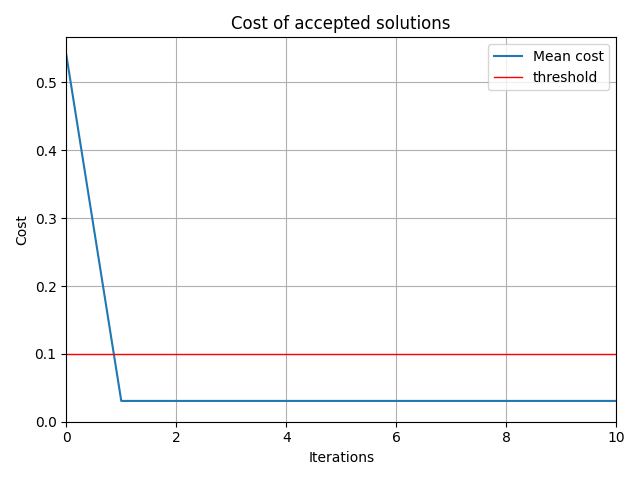 Cost of accepted solutions
Mean cost
threshold
0.5
0.4
0.3
0.2
0.1
0.0
Cost
0 2 4 6 8 10
Iterations